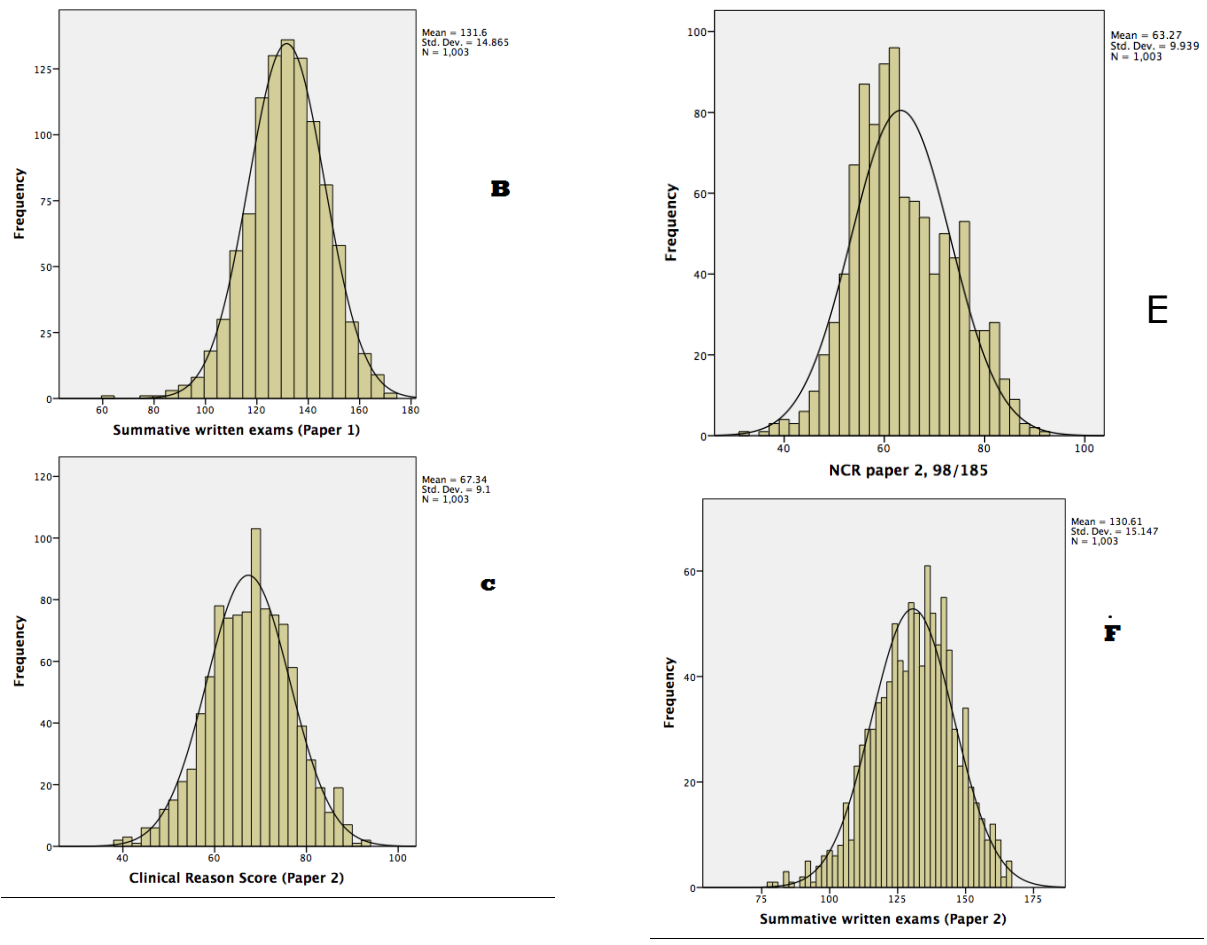 Mean = 131.6
Std. Dev. = 14.865
N = 1,003
125
100
75
50
25
0
Frequency
60 80 100 120 140 160 180
Summative written exams (Paper 1)
B
Mean = 67.34
Std. Dev. = 9.1
N = 1,003
120
100
80
60
40
20
0
Frequency
40 60 80 100
Clinical Reason Score (Paper 2)
C
Mean = 63.27
Std. Dev. = 9.939
N = 1,003
100
80
60
40
20
0
Frequency
40 60 80 100
NCR paper 2, 98/185
E
Mean = 130.61
Std. Dev. = 15.147
N = 1,003
60
40
20
0
Frequency
75 100 125 150 175
Summative written exams (Paper 2)
F